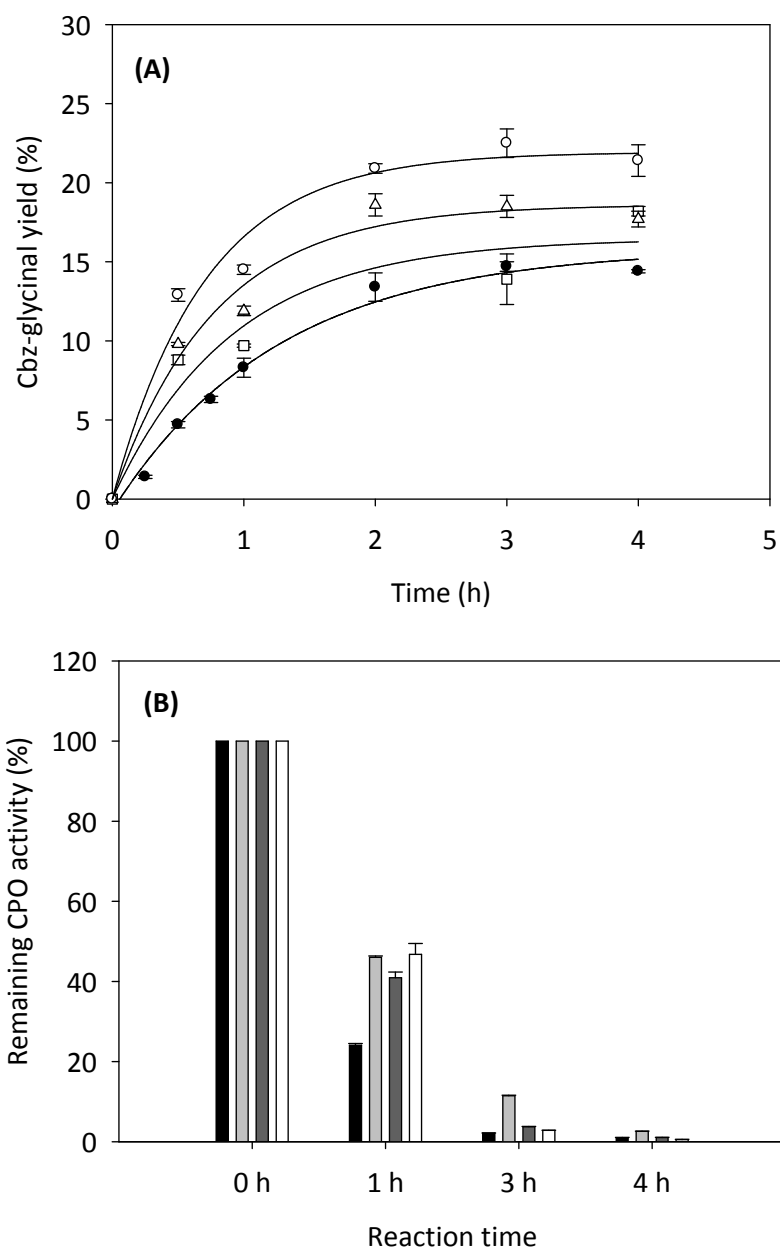 30
(A)
25
20
15
10
5
0
Cbz-glycinal yield (%)
0 1 2 3 4 5
Time (h)
120
(B)
100
80
60
40
20
0
Remaining CPO activity (%)
0 h 1 h 3 h 4 h
Reaction time